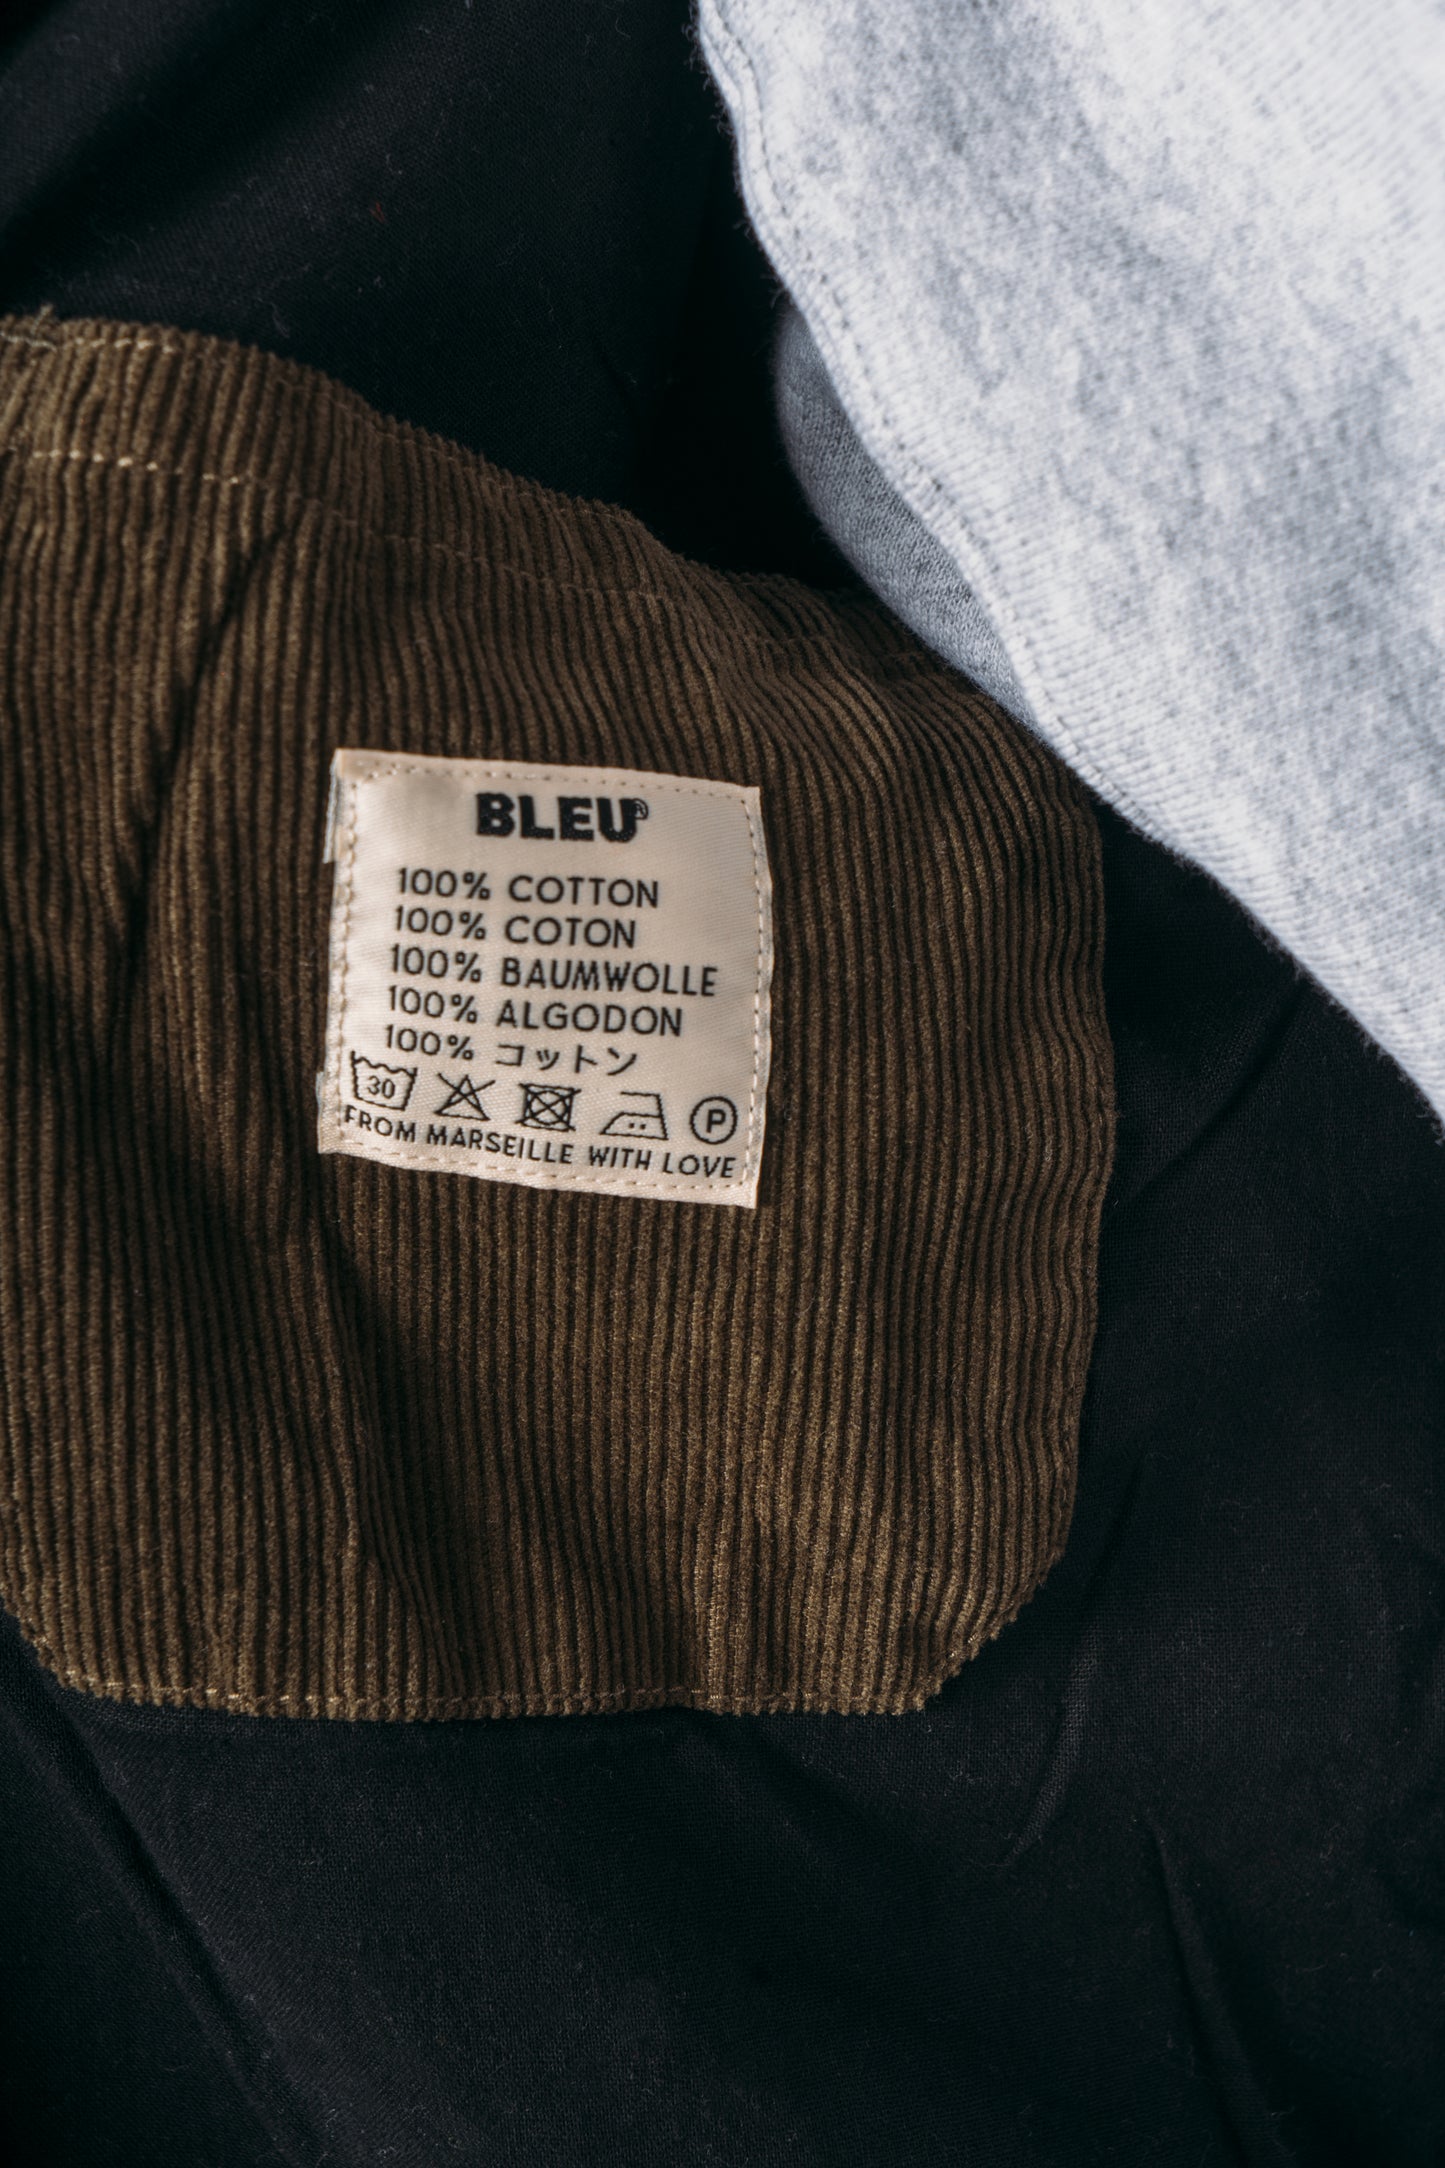 BLEU®
100% COTTON
100% COTON
100% BAUMWOLLE
100% ALGODON
100% コットン
30 P
FROM MARSEILLE WITH LOVE